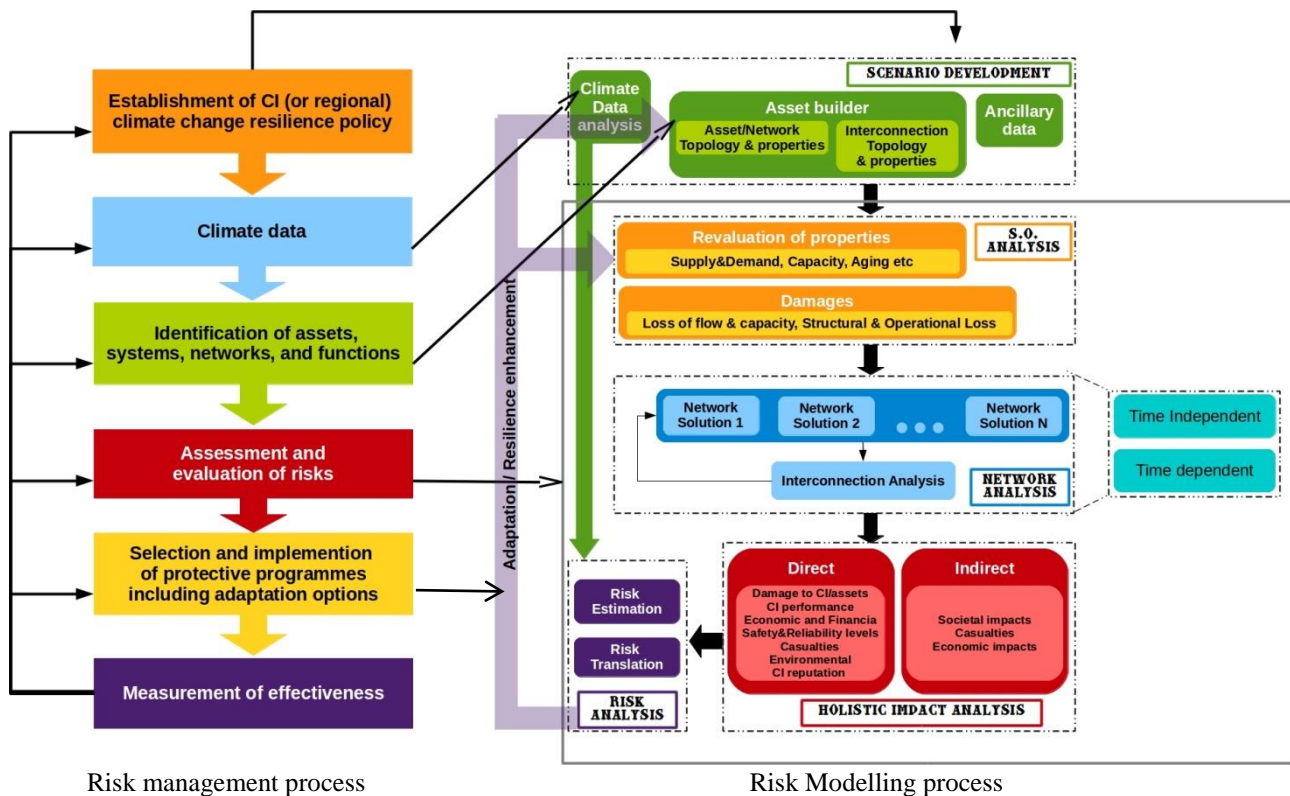 Establishment of CI (or regional)
climate change resilience policy
Climate data
Identification of assets,
systems, networks, and functions
Assessment and
evaluation of risks
Selection and implemention
of protective programmes
including adaptation options
Measurement of effectiveness
Risk management process
Adaptation / Resilience enhancement
SCENARIO DEVELOPMENT
Climate
Data
analysis
Asset builder
Asset/Network
Topology & properties
Interconnection
Topology
& properties
Ancillary
data
Revaluation of properties
Supply&Demand, Capacity, Aging etc
S.O.
ANALYSIS
Damages
Loss of flow & capacity, Structural & Operational Loss
Network
Solution 1
Network
Solution 2
Network
Solution N
Interconnection Analysis
NETWORK
ANALYSIS
Time Independent
Time dependent
Direct
Damage to CI/assets
CI performance
Economic and Financia
Safety&Reliability levels
Casualties
Environmental
CI reputation
Indirect
Societal impacts
Casualties
Economic impacts
HOLISTIC IMPACT ANALYSIS
Risk
Estimation
Risk
Translation
RISK
ANALYSIS
Risk Modelling process